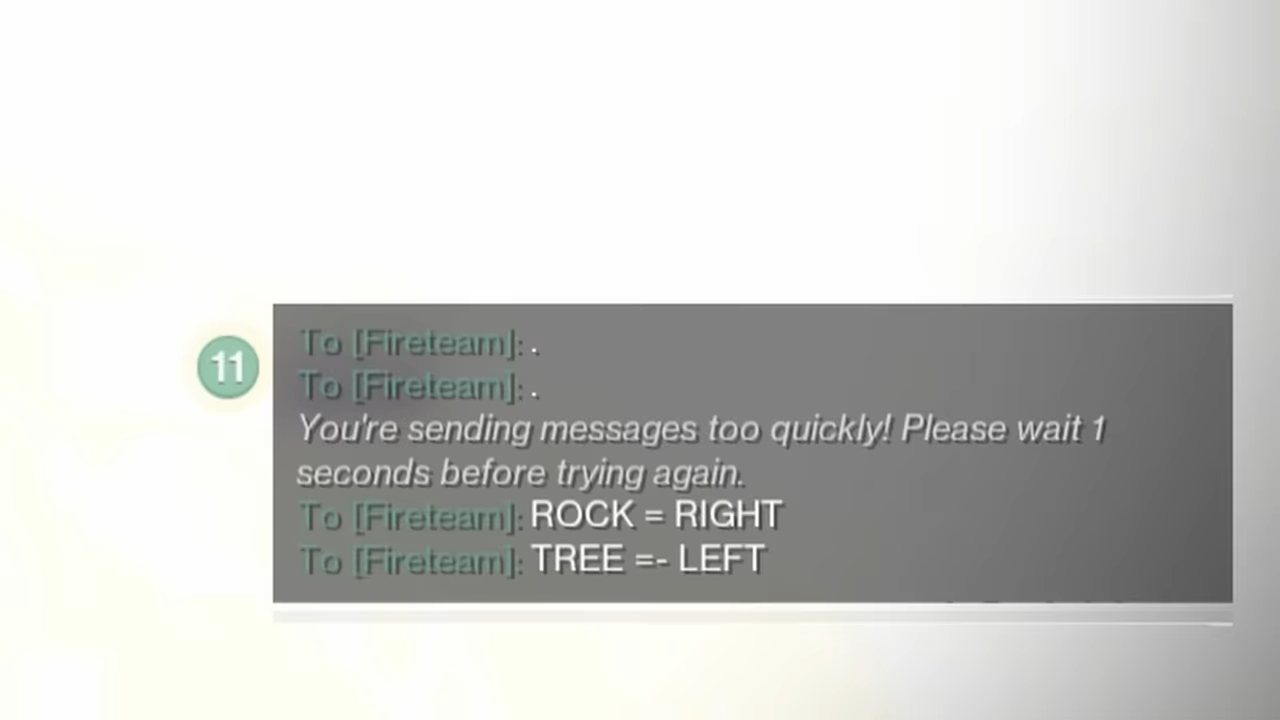 11
To [Fireteam]: .
To [Fireteam]: .
You're sending messages too quickly! Please wait 1
seconds before trying again.
To [Fireteam]: ROCK = RIGHT
To [Fireteam]: TREE =- LEFT